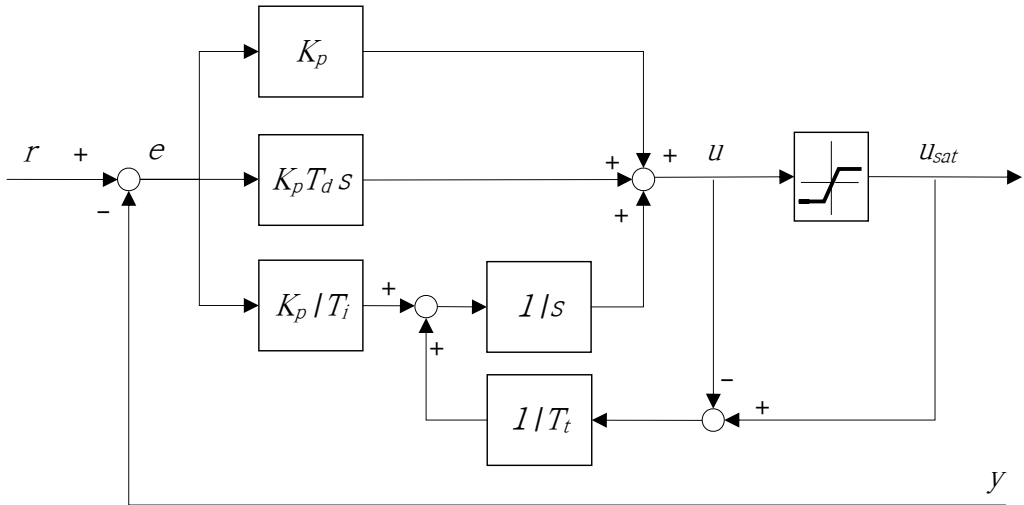 K_p
r
+
e
K_p T_d s
+
+
u
u_sat
−
+
K_p / T_i
+
1/s
+
−
+
1/T_t
y